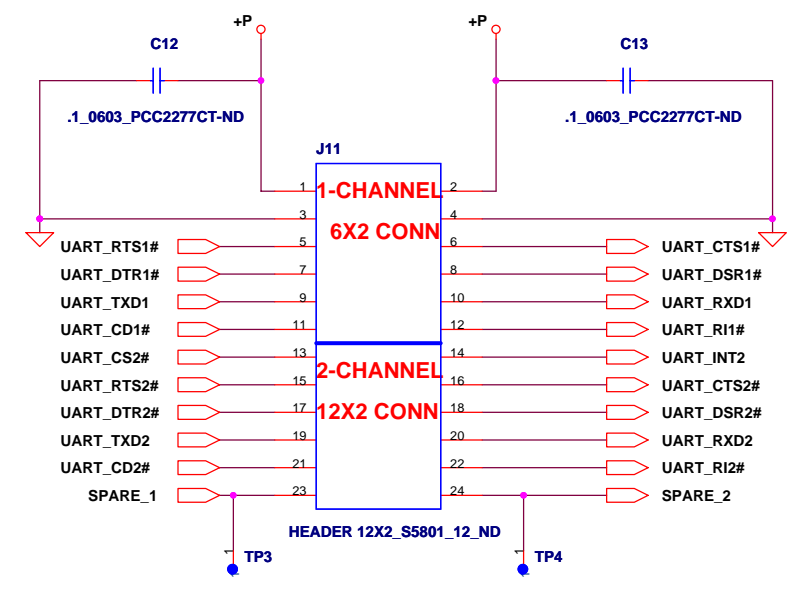 +P +P
C12 C13
.1_0603_PCC2277CT-ND .1_0603_PCC2277CT-ND
J11
1 1-CHANNEL 2
3 4
6X2 CONN
UART_RTS1# 5 6 UART_CTS1#
UART_DTR1# 7 8 UART_DSR1#
UART_TXD1 9 10 UART_RXD1
UART_CD1# 11 12 UART_RI1#
UART_CS2# 13 14 UART_INT2
2-CHANNEL
UART_RTS2# 15 16 UART_CTS2#
UART_DTR2# 17 12X2 CONN 18 UART_DSR2#
UART_TXD2 19 20 UART_RXD2
UART_CD2# 21 22 UART_RI2#
SPARE_1 23 24 SPARE_2
HEADER 12X2_S5801_12_ND
1 TP3 1 TP4